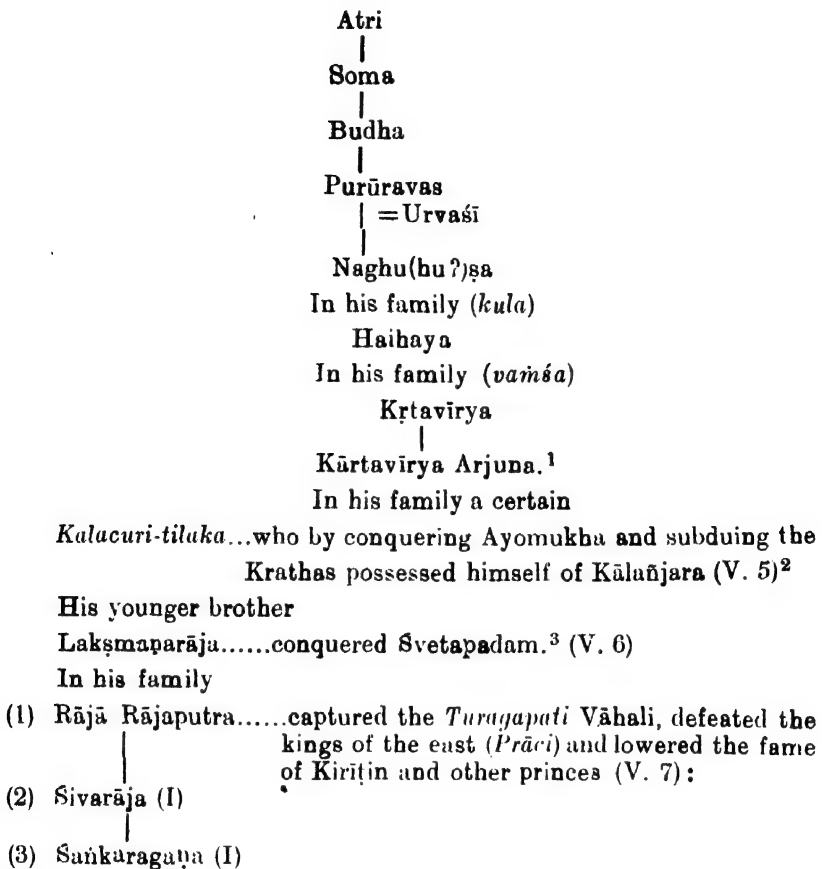 Atri
Soma
Budha
Purūravas
=Urvaśī
Naghu(hu?)ṣa
In his family (kula)
Haihaya
In his family (vaṁśa)
Kṛtavīrya
Kārtavīrya Arjuna.¹
In his family a certain
Kalacuri-tilaka...who by conquering Ayomukha and subduing the
Krathas possessed himself of Kālañjara (V. 5)²
His younger brother
Lakṣmaṇarāja......conquered Śvetapadam.³ (V. 6)
In his family
(1) Rājā Rājaputra......captured the Turagapati Vāhali, defeated the
kings of the east (Prāci) and lowered the fame
of Kirīṭin and other princes (V. 7):
(2) Śivarāja (I)
(3) Śaṅkaragaṇa (I)